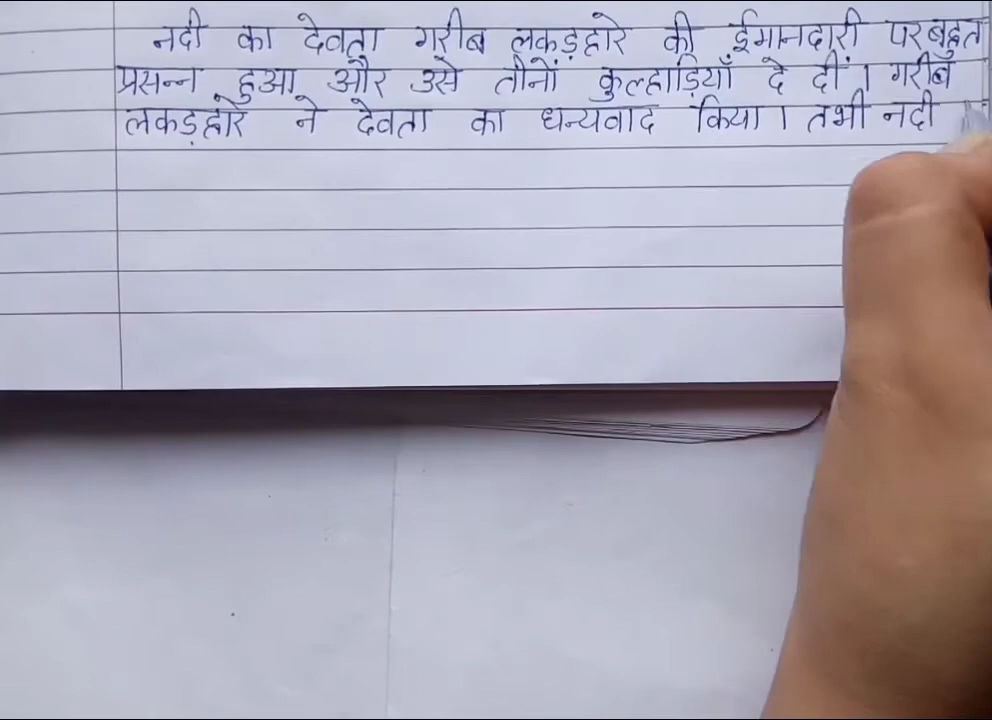 नदी का देवता गरीब लकड़हारे की ईमानदारी पर बहुत
प्रसन्न हुआ और उसे तीनों कुल्हाड़ियाँ दे दीं। गरीब
लकड़हारे ने देवता का धन्यवाद किया। तभी नदी